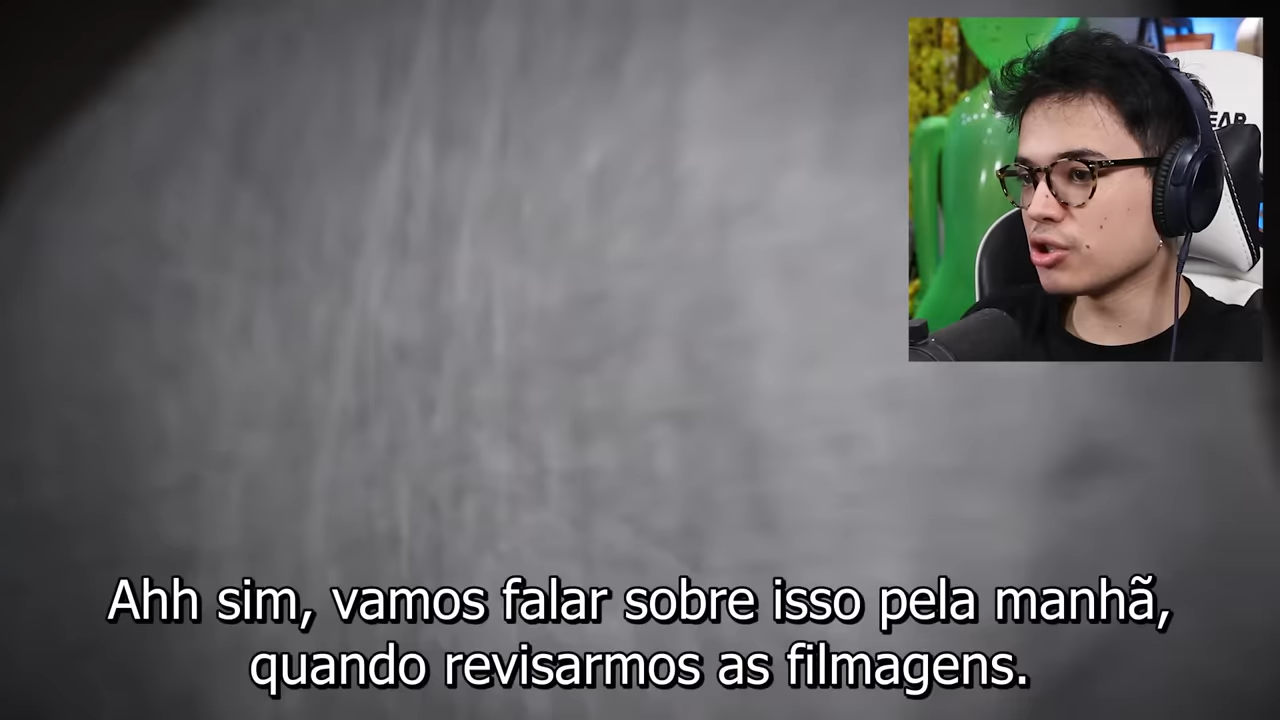 Ahh sim, vamos falar sobre isso pela manhã,
quando revisarmos as filmagens.